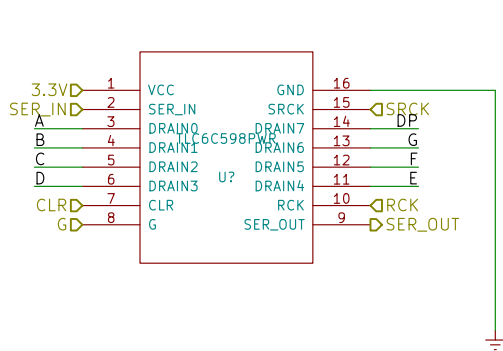 3.3V 1 VCC GND 16
SER_IN 2 SER_IN SRCK 15 SRCK
A 3 DRAIN0 DRAIN7 14 DP
TLC6C598PWR
B 4 DRAIN1 DRAIN6 13 G
C 5 DRAIN2 DRAIN5 12 F
U?
D 6 DRAIN3 DRAIN4 11 E
CLR 7 CLR RCK 10 RCK
G 8 G SER_OUT 9 SER_OUT